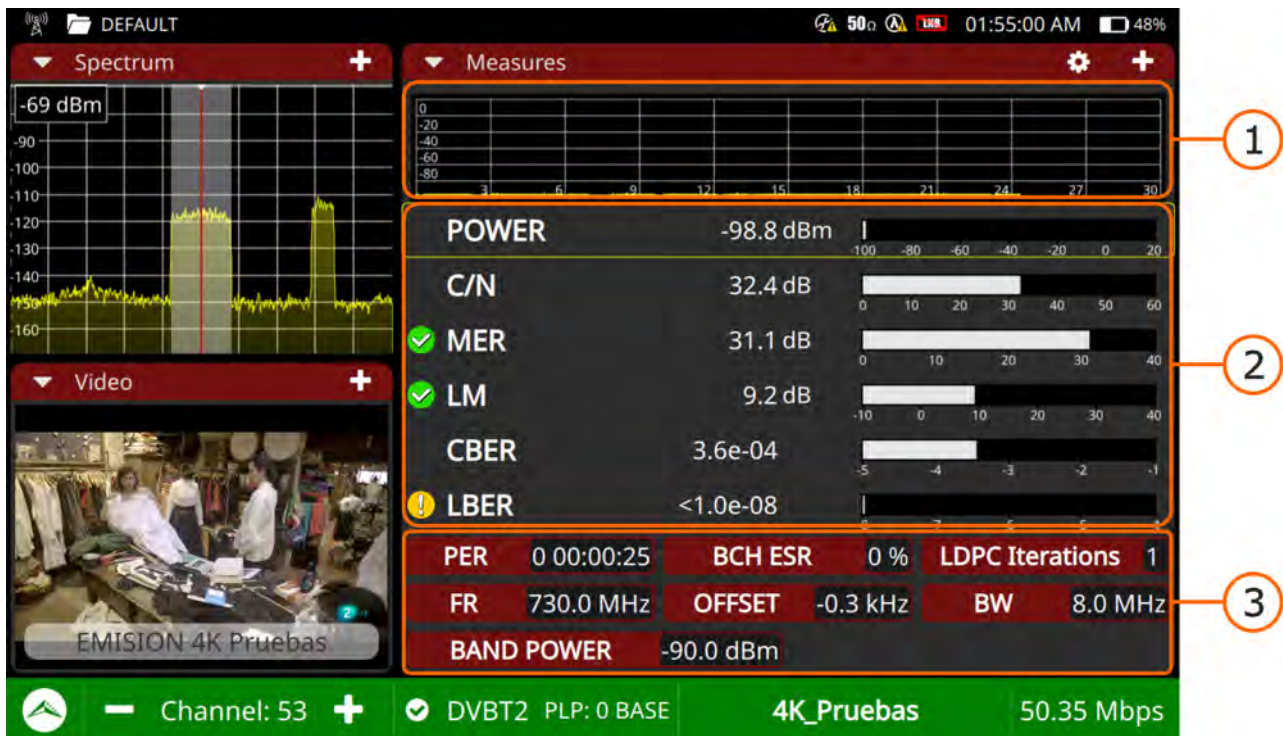 DEFAULT 50Ω LNB 01:55:00 AM 48%
Spectrum
-69 dBm
-90
-100
-110
-120
-130
-140
-150
-160
Video
2
EMISION 4K Pruebas
Measures
0
-20
-40
-60
-80
3 6 9 12 15 18 21 24 27 30
1
POWER -98.8 dBm
-100 -80 -60 -40 -20 0 20
C/N 32.4 dB
0 10 20 30 40 50 60
MER 31.1 dB
0 10 20 30 40
LM 9.2 dB
-10 0 10 20 30 40
CBER 3.6e-04
-5 -4 -3 -2 -1
LBER <1.0e-08
2
PER 0 00:00:25 BCH ESR 0 % LDPC Iterations 1
FR 730.0 MHz OFFSET -0.3 kHz BW 8.0 MHz
BAND POWER -90.0 dBm
3
Channel: 53 DVBT2 PLP: 0 BASE 4K_Pruebas 50.35 Mbps